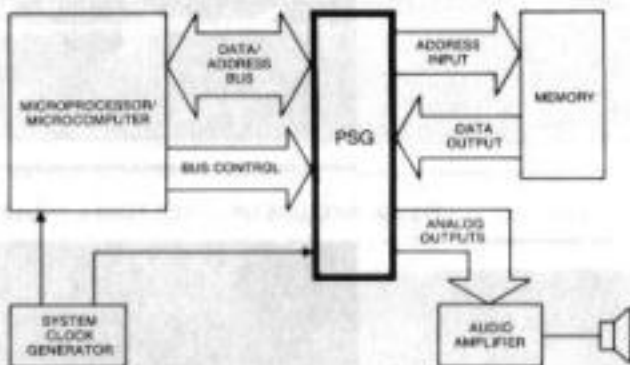 DATA/
ADDRESS
BUS
ADDRESS
INPUT
MICROPROCESSOR/
MICROCOMPUTER
PSG
MEMORY
DATA
OUTPUT
BUS CONTROL
ANALOG
OUTPUTS
SYSTEM
CLOCK
GENERATOR
AUDIO
AMPLIFIER